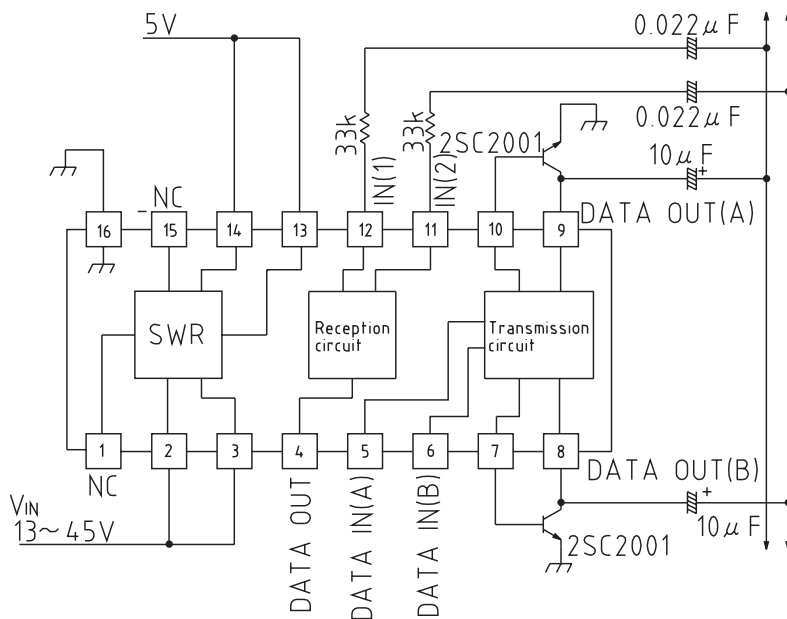 5V
0.022μF
0.022μF
33k
33k
2SC2001
10μF
+
IN(1)
IN(2)
NC
DATA OUT(A)
16
15
14
13
12
11
10
9
SWR
Reception
circuit
Transmission
circuit
1
2
3
4
5
6
7
8
NC
DATA OUT
DATA IN(A)
DATA IN(B)
DATA OUT(B)
+
10μF
VIN
13~45V
2SC2001